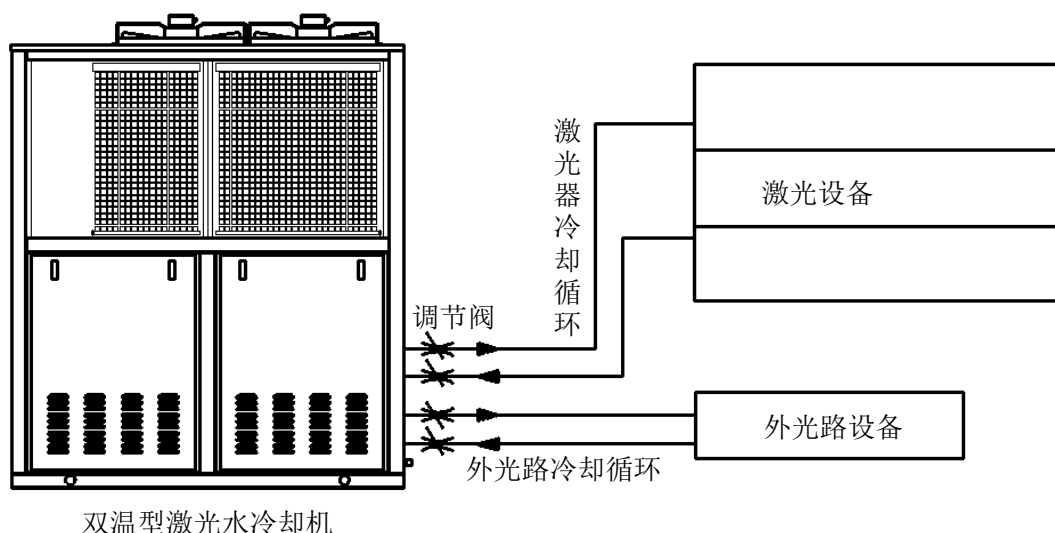 激光器冷却循环
激光设备
调节阀
外光路设备
外光路冷却循环
双温型激光水冷却机